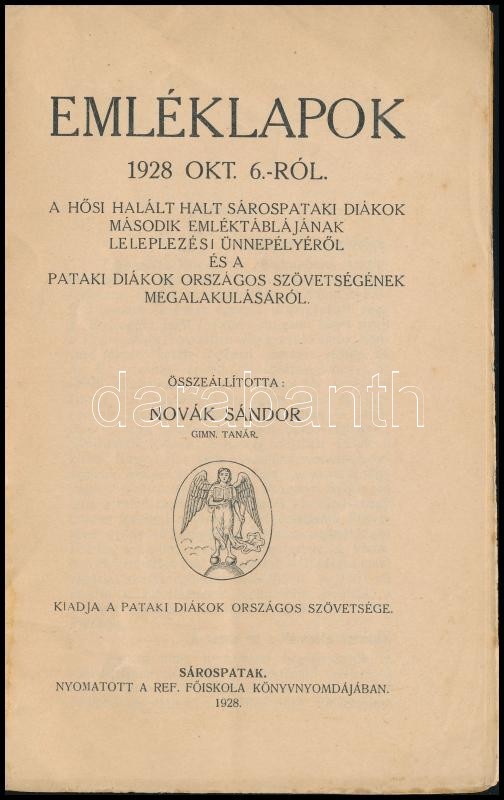 EMLÉKLAPOK
1928 OKT. 6.-RÓL.
A HŐSI HALÁLT HALT SÁROSPATAKI DIÁKOK
MÁSODIK EMLÉKTÁBLÁJÁNAK
LELEPLEZÉSI ÜNNEPÉLYÉRŐL
ÉS A
PATAKI DIÁKOK ORSZÁGOS SZÖVETSÉGÉNEK
MEGALAKULÁSÁRÓL.
ÖSSZEÁLLÍTOTTA:
darabanth
NOVÁK SÁNDOR
GIMN. TANÁR.
KIADJA A PATAKI DIÁKOK ORSZÁGOS SZÖVETSÉGE.
SÁROSPATAK.
NYOMATOTT A REF. FŐISKOLA KÖNYVNYOMDÁJÁBAN.
1928.